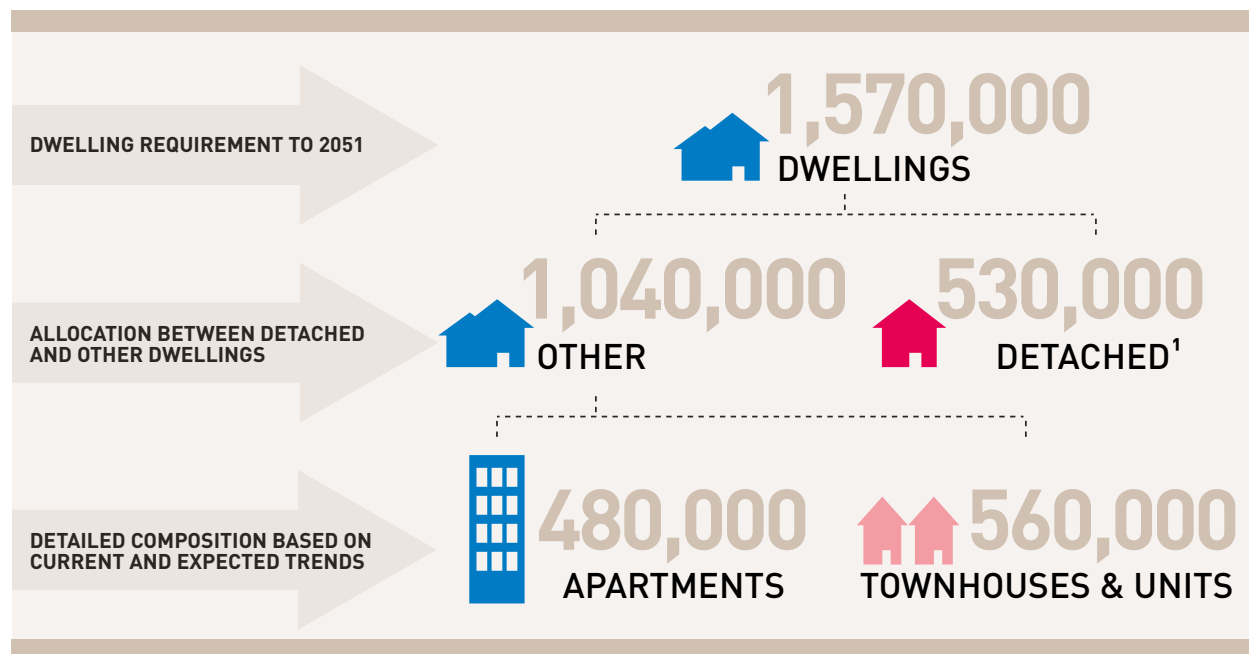 DWELLING REQUIREMENT TO 2051
1,570,000
DWELLINGS
ALLOCATION BETWEEN DETACHED
AND OTHER DWELLINGS
1,040,000
OTHER
530,000
DETACHED¹
DETAILED COMPOSITION BASED ON
CURRENT AND EXPECTED TRENDS
480,000
APARTMENTS
560,000
TOWNHOUSES & UNITS